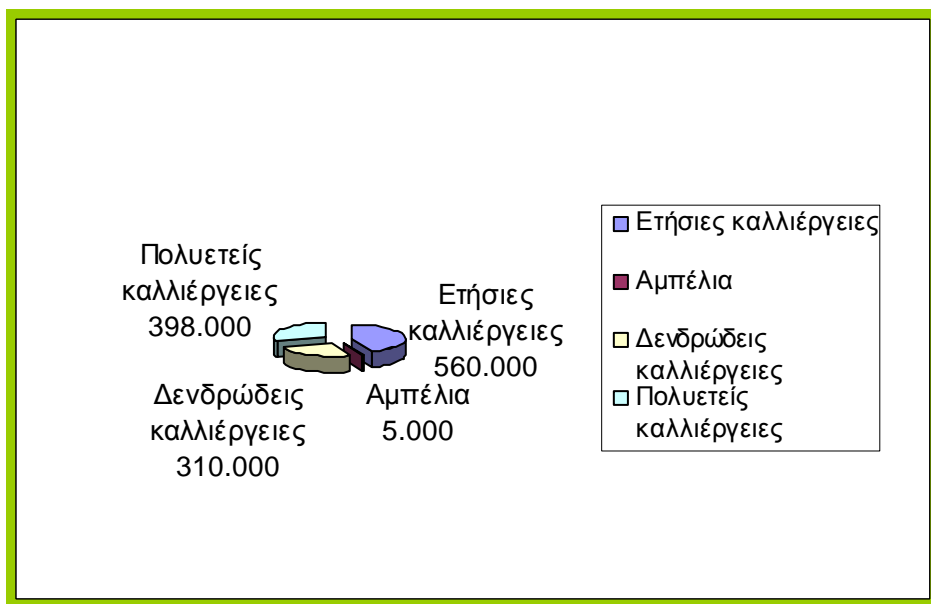 Πολυετείς
καλλιέργειες
398.000
Ετήσιες
καλλιέργειες
560.000
Δενδρώδεις
καλλιέργειες
310.000
Αμπέλια
5.000
Ετήσιες καλλιέργειες
Αμπέλια
Δενδρώδεις
καλλιέργειες
Πολυετείς
καλλιέργειες